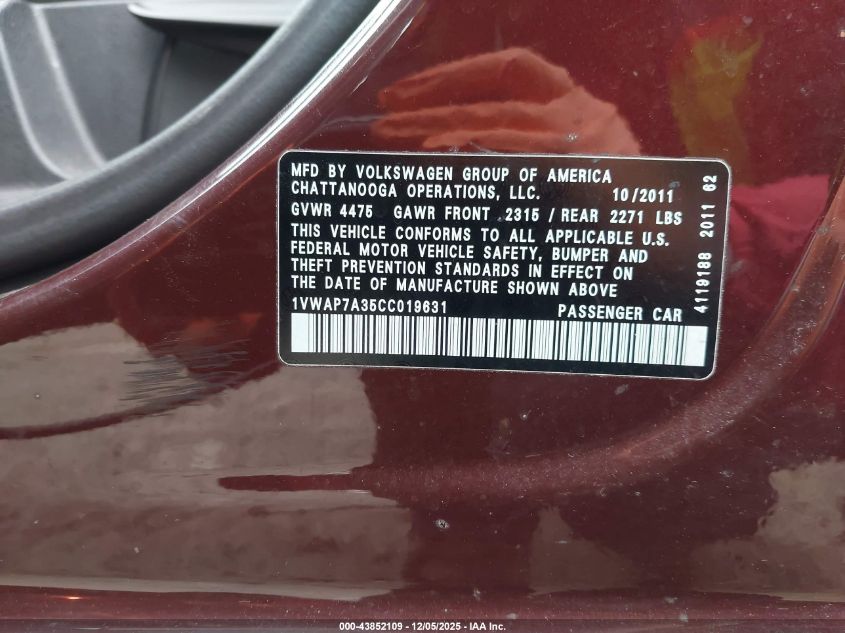 MFD BY VOLKSWAGEN GROUP OF AMERICA
CHATTANOOGA OPERATIONS, LLC. 10/2011
GVWR 4475 GAWR FRONT 2315 / REAR 2271 LBS
THIS VEHICLE CONFORMS TO ALL APPLICABLE U.S.
FEDERAL MOTOR VEHICLE SAFETY, BUMPER AND
THEFT PREVENTION STANDARDS IN EFFECT ON
THE DATE OF MANUFACTURE SHOWN ABOVE
1VWAP7A35CC019631 PASSENGER CAR
4119188 2011 62
000-43852109 - 12/05/2025 - IAA Inc.